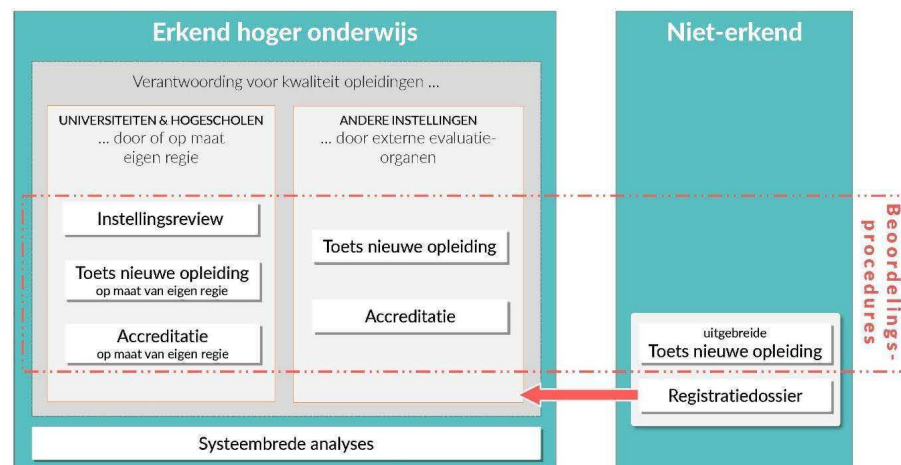 Erkend hoger onderwijs
Verantwoording voor kwaliteit opleidingen ...
UNIVERSITEITEN & HOGESCHOLEN
... door of op maat
eigen regie
Instellingsreview
Toets nieuwe opleiding
op maat van eigen regie
Accreditatie
op maat van eigen regie
ANDERE INSTELLINGEN
... door externe evaluatie-
organen
Toets nieuwe opleiding
Accreditatie
Systeembrede analyses
Niet-erkend
uitgebreide
Toets nieuwe opleiding
Registratiedossier
Beoordelings-
procedures